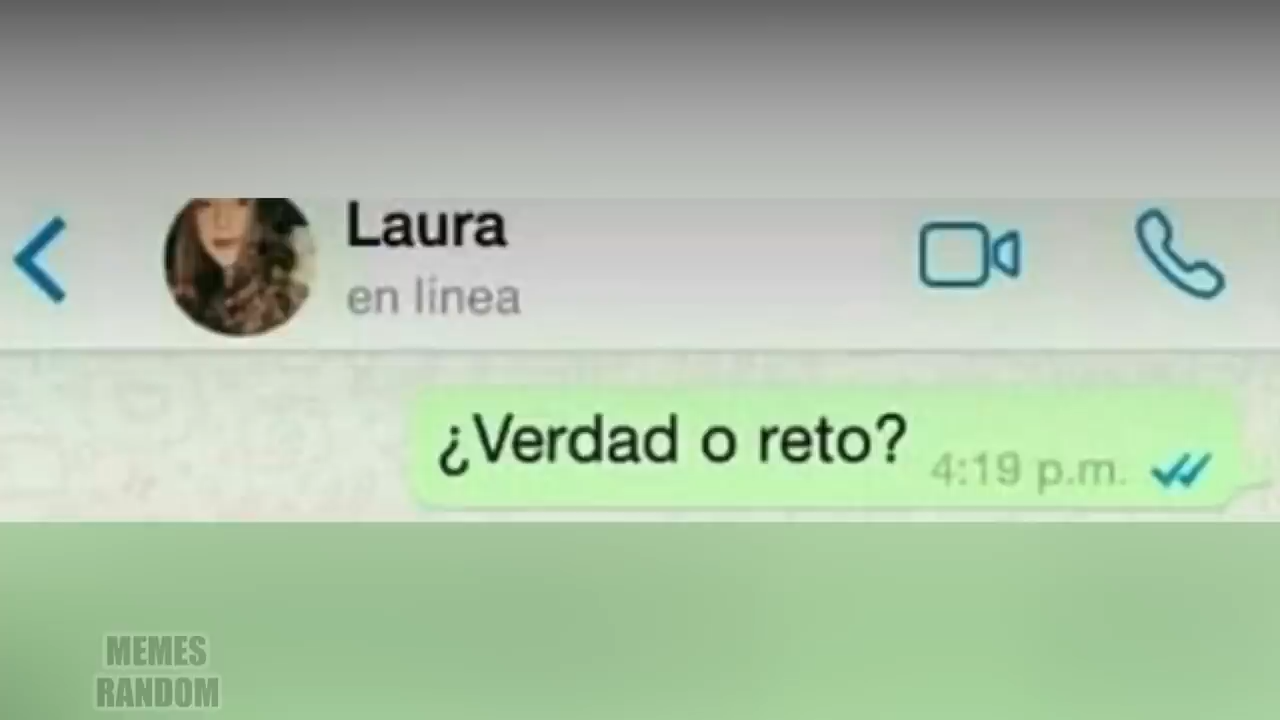 Laura
en línea
¿Verdad o reto?
4:19 p.m.
MEMES
RANDOM